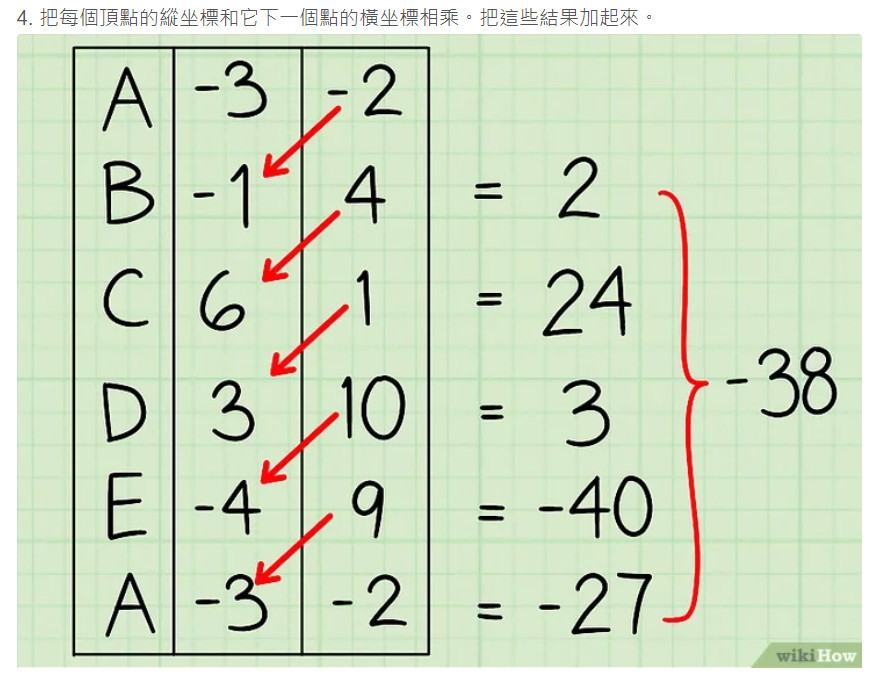 4. 把每個頂點的縱坐標和它下一個點的橫坐標相乘。把這些結果加起來。
A -3 -2
B -1 4 = 2
C 6 1 = 24
D 3 10 = 3
-38
E -4 9 = -40
A -3 -2 = -27
wikiHow